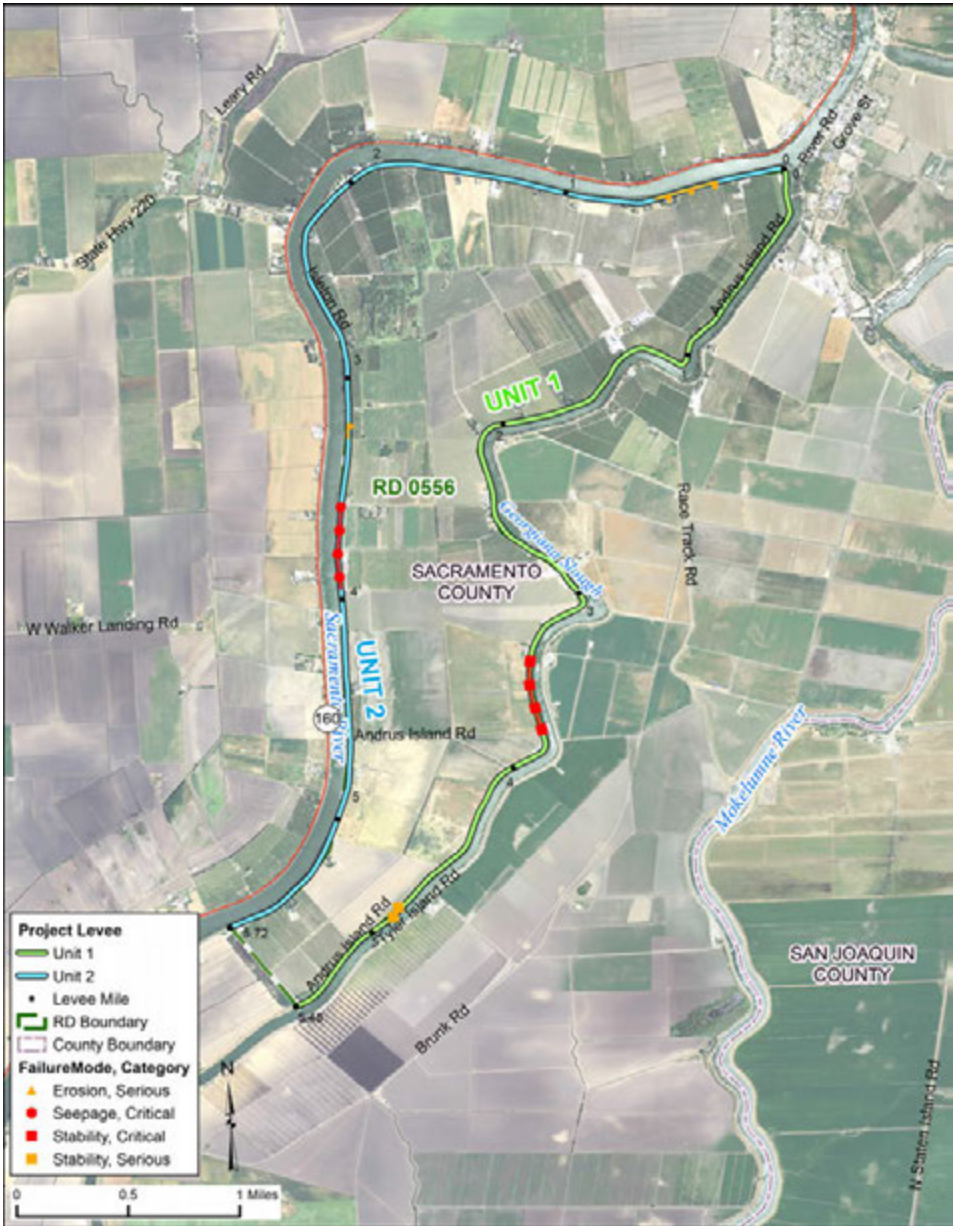 Leary Rd
State Hwy 220
River Rd
Grove St
2
1
0
0
Andrus Island Rd
Isleton Rd
3
UNIT 1
2
RD 0556
Georgiana Slough
Race Track Rd
SACRAMENTO
COUNTY
3
4
W Walker Landing Rd
Sacramento River
UNIT 2
160
Andrus Island Rd
Mokelumne River
4
5
Andrus Island Rd
Tyler Island Rd
5.72
5.48
Brunk Rd
SAN JOAQUIN
COUNTY
N Staten Island Rd
Project Levee
Unit 1
Unit 2
Levee Mile
RD Boundary
County Boundary
FailureMode, Category
Erosion, Serious
Seepage, Critical
Stability, Critical
Stability, Serious
N
0 0.5 1 Miles